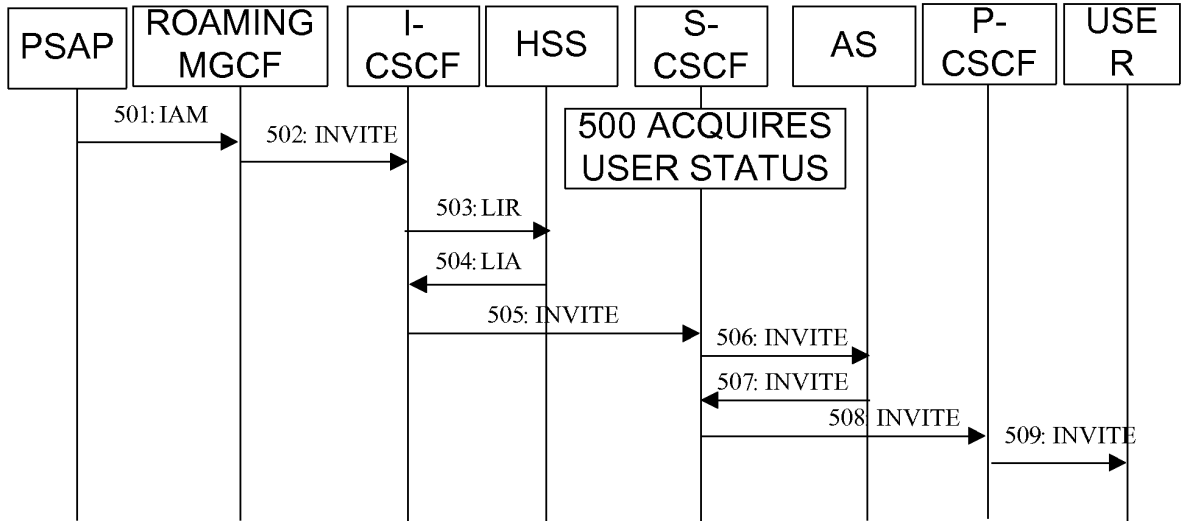 PSAP
ROAMING
MGCF
I-
CSCF
HSS
S-
CSCF
AS
P-
CSCF
USE
R
501: IAM
502: INVITE
500 ACQUIRES
USER STATUS
503: LIR
504: LIA
505: INVITE
506: INVITE
507: INVITE
508: INVITE
509: INVITE